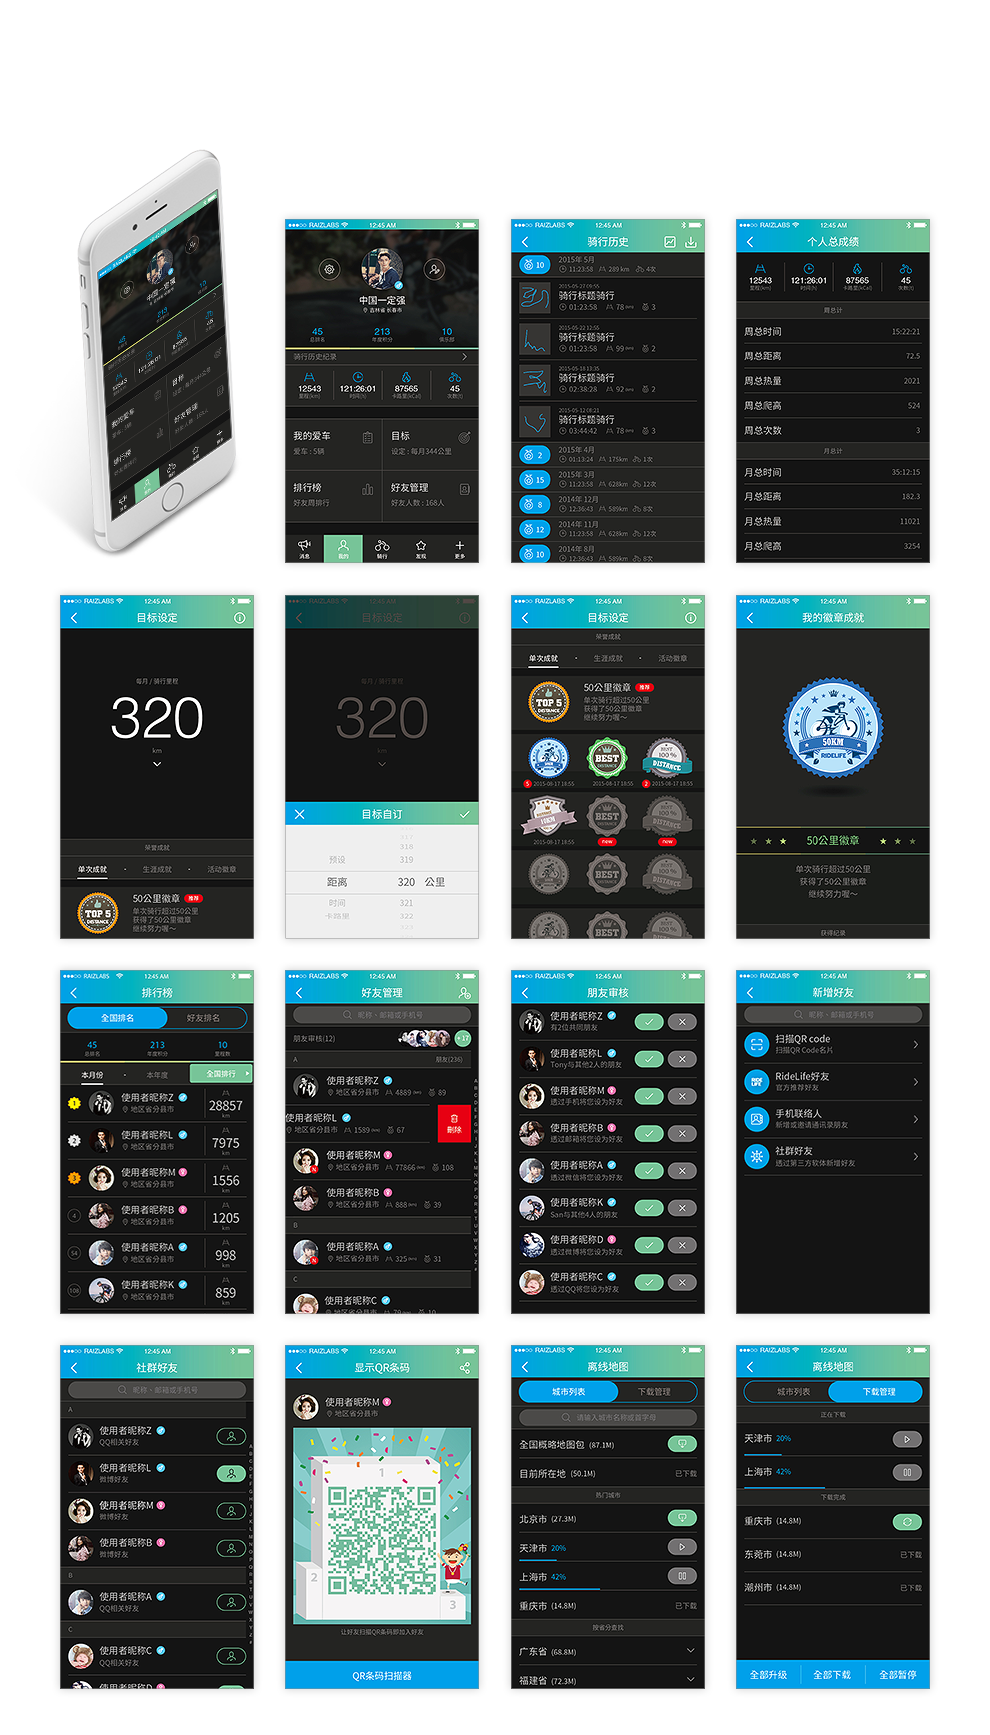 ●●●○○ RAIZLABS 12:45 AM
中国一定强
吉林省 长春市
45 213 10
总排名 年度积分 俱乐部
骑行历史纪录
12543 121:26:01 87565 45
里程(km) 时间(h) 卡路里(kCal) 次数(t)
我的爱车 目标
爱车 : 5辆 设定 : 每月344公里
排行榜 好友管理
好友周排行 好友人数 : 168人
消息 我的 骑行 发现 更多
●●●○○ RAIZLABS 12:45 AM
骑行历史
10 2015年 5月
11:23:58 289 km 4次
2015-05-27 09:55
骑行标题骑行
01:23:58 78 (km) 3
2015-05-22 12:55
骑行标题骑行
01:23:58 99 (km) 2
2015-05-18 13:35
骑行标题骑行
02:38:28 92 (km) 3
2015-05-12 08:21
骑行标题骑行
03:44:42 78 (km) 3
2 2015年 4月
01:13:24 175km 1次
15 2015年 3月
11:23:58 628km 12次
8 2014年 12月
12:36:43 589km 8次
12 2014年 11月
11:23:58 628km 12次
10 2014年 8月
12:36:43 589km 8次
●●●○○ RAIZLABS 12:45 AM
个人总成绩
12543 121:26:01 87565 45
里程(km) 时间(h) 卡路里(kCal) 次数(t)
周总计
周总时间 15:22:21
周总距离 72.5
周总热量 2021
周总爬高 524
周总次数 3
月总计
月总时间 35:12:15
月总距离 182.3
月总热量 11021
月总爬高 3254
●●●○○ RAIZLABS 12:45 AM
目标设定
每月 / 骑行里程
320
km
荣誉成就
单次成就 · 生涯成就 · 活动徽章
TOP 5
DISTANCE
50公里徽章 推荐
单次骑行超过50公里
获得了50公里徽章
继续努力喔～
●●●○○ RAIZLABS 12:45 AM
目标设定
每月 / 骑行里程
320
km
目标自订
317
318
预设 319
距离 320 公里
时间 321
卡路里 322
323
●●●○○ RAIZLABS 12:45 AM
目标设定
荣誉成就
单次成就 · 生涯成就 · 活动徽章
TOP 5
DISTANCE
50公里徽章 推荐
单次骑行超过50公里
获得了50公里徽章
继续努力喔～
BEST BEST 100 % DISTANCE
5 2015-08-17 18:55 2015-08-17 18:55 2 2015-08-17 18:55
10KM BEST BEST 100 % DISTANCE
2015-08-17 18:55 new new
BEST BEST 100 % DISTANCE
BEST BEST 100 % DISTANCE
●●●○○ RAIZLABS 12:45 AM
我的徽章成就
50KM
RIDELIFE
★ ★ ★ 50公里徽章 ★ ★ ★
单次骑行超过50公里
获得了50公里徽章
继续努力喔～
获得纪录
●●●○○ RAIZLABS 12:45 AM
排行榜
全国排名 好友排名
45 213 10
总排名 年度积分 里程数
本月份 · 本年度 全国排行
1 使用者昵称Z 28857
地区省分县市 km
2 使用者昵称L 7975
地区省分县市 km
3 使用者昵称M 1556
地区省分县市 km
4 使用者昵称B 1205
地区省分县市 km
54 使用者昵称A 998
地区省分县市 km
108 使用者昵称K 859
地区省分县市 km
●●●○○ RAIZLABS 12:45 AM
好友管理
昵称、邮箱或手机号
朋友审核(12) +17
A 朋友(236)
使用者昵称Z
地区省分县市 4889 (km) 89
使用者昵称L
地区省分县市 1589 (km) 67 刪除
使用者昵称M
N 地区省分县市 77866 (km) 108
使用者昵称B
地区省分县市 888 (km) 39
B
使用者昵称A
N 地区省分县市 325 (km) 31
C
使用者昵称C
地区省分县市 79 (km) 10
●●●○○ RAIZLABS 12:45 AM
朋友审核
使用者昵称Z
有2位共同朋友
使用者昵称L
Tony与其他2人的朋友
使用者昵称M
透过手机将您设为好友
使用者昵称B
透过邮箱将您设为好友
使用者昵称A
透过微信将您设为好友
使用者昵称K
San与其他4人的朋友
使用者昵称D
透过微博将您设为好友
使用者昵称C
透过QQ将您设为好友
●●●○○ RAIZLABS 12:45 AM
新增好友
昵称、邮箱或手机号
扫描QR code
扫描QR Code名片
RIDE LIFE RideLife好友
官方推荐好友
手机联络人
新增或邀请通讯录朋友
社群好友
透过第三方软体新增好友
●●●○○ RAIZLABS 12:45 AM
社群好友
昵称、邮箱或手机号
A
使用者昵称Z
QQ相关好友
使用者昵称L
微博好友
使用者昵称M
微博好友
使用者昵称B
微博好友
B
使用者昵称A
QQ相关好友
C
使用者昵称C
QQ相关好友
使用者昵称D
●●●○○ RAIZLABS 12:45 AM
显示QR条码
使用者昵称M
地区省分县市
1
2
3
让好友扫描QR条码即加入好友
QR条码扫描器
●●●○○ RAIZLABS 12:45 AM
离线地图
城市列表 下载管理
请输入城市名称或首字母
全国概略地图包 (87.1M)
目前所在地 (50.1M) 已下载
热门城市
北京市 (27.3M)
天津市 20%
上海市 42%
重庆市 (14.8M) 已下载
按省分查找
广东省 (68.8M)
福建省 (72.3M)
●●●○○ RAIZLABS 12:45 AM
离线地图
城市列表 下载管理
正在下载
天津市 20%
上海市 42%
下载完成
重庆市 (14.8M)
东莞市 (14.8M) 已下载
潮州市 (14.8M) 已下载
全部升级 全部下载 全部暂停